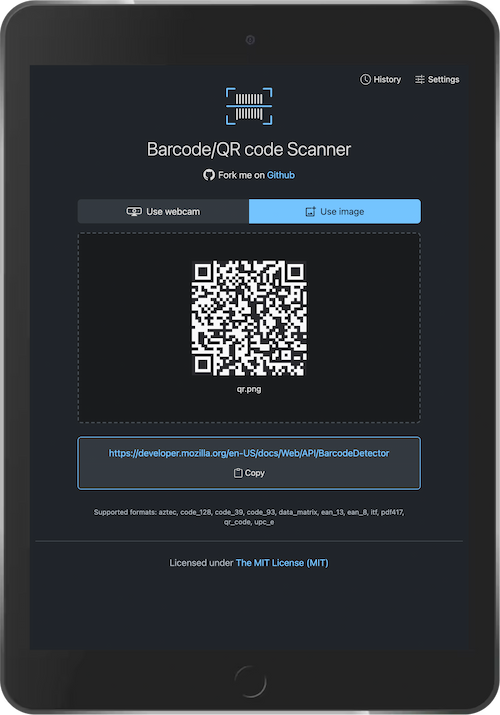 History Settings
Barcode/QR code Scanner
Fork me on Github
Use webcam Use image
qr.png
https://developer.mozilla.org/en-US/docs/Web/API/BarcodeDetector
Copy
Supported formats: aztec, code_128, code_39, code_93, data_matrix, ean_13, ean_8, itf, pdf417,
qr_code, upc_e
Licensed under The MIT License (MIT)